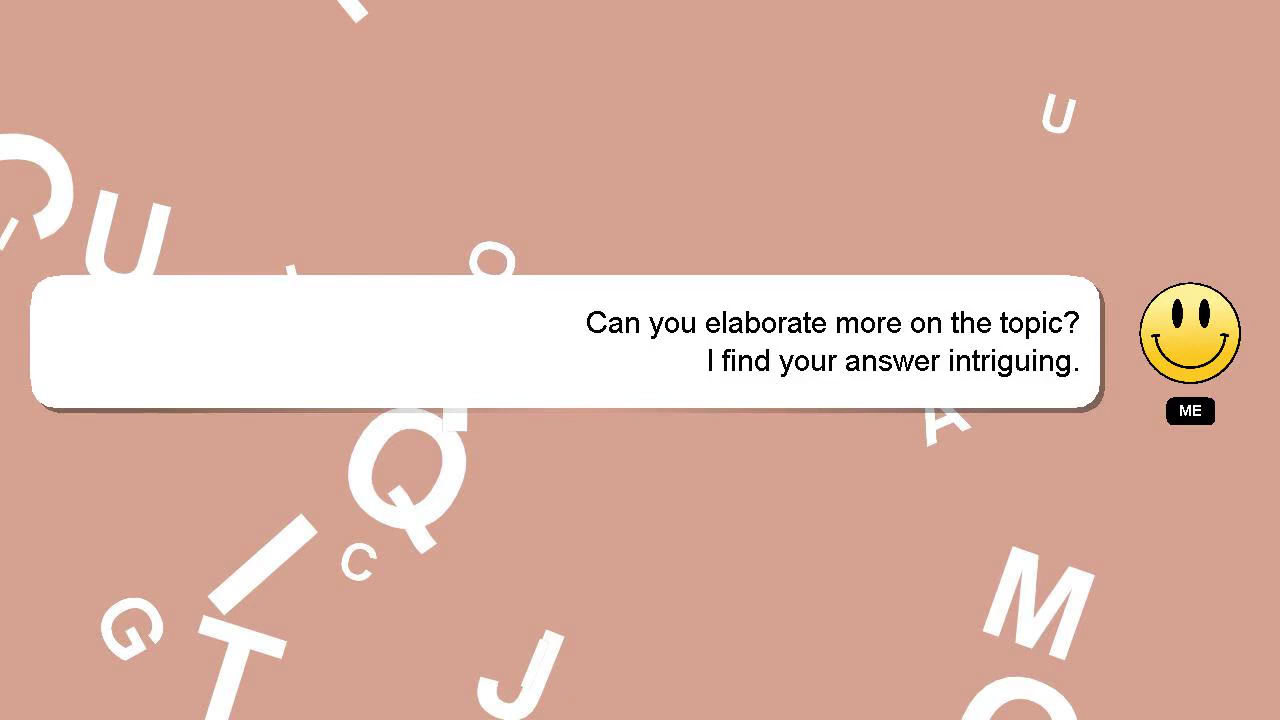 U
C
U
O
Can you elaborate more on the topic?
I find your answer intriguing.
ME
A
Q
I
C
M
G
T
J